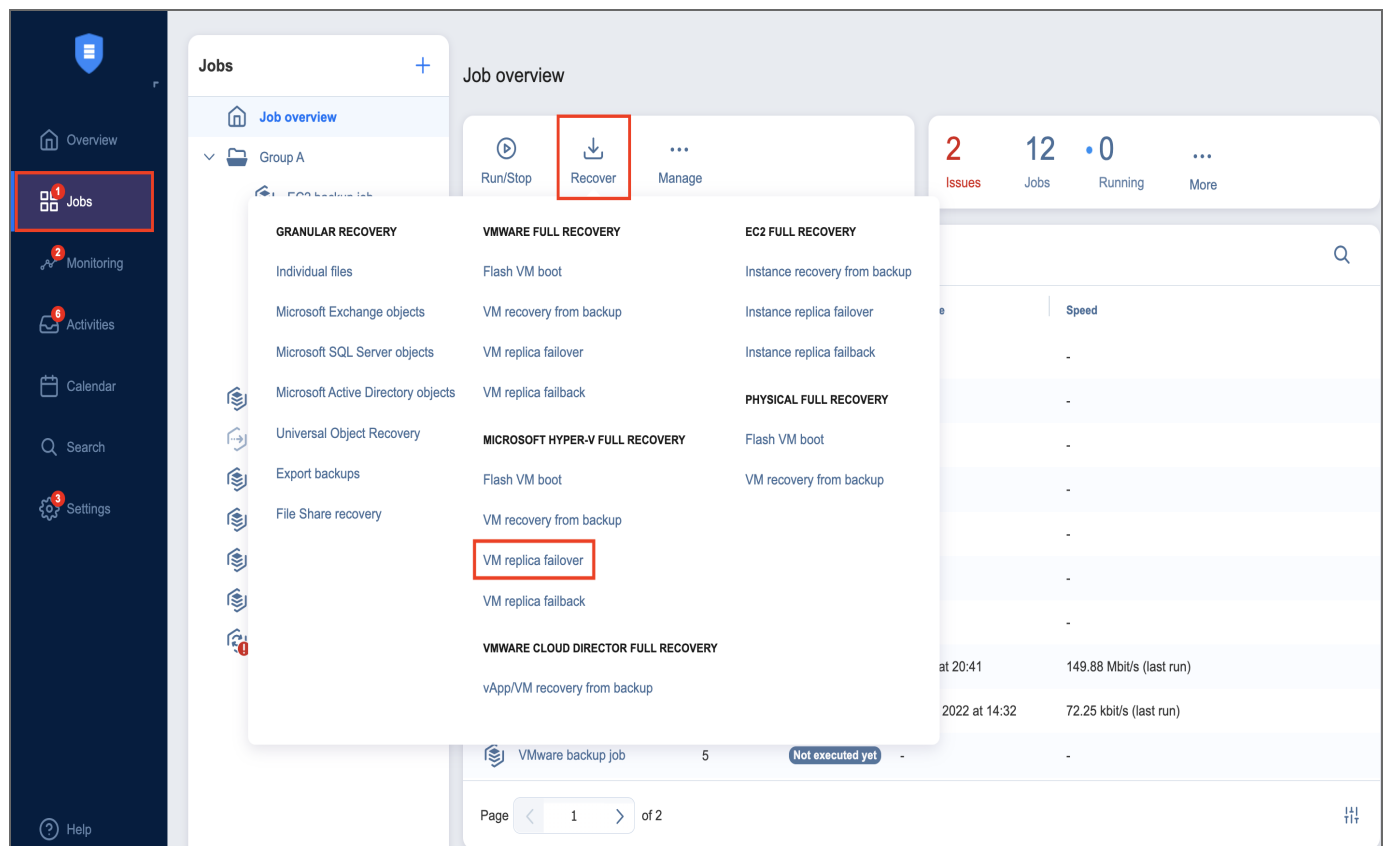 Overview
1
Jobs
2
Monitoring
6
Activities
Calendar
Search
3
Settings
Help
Jobs
Job overview
Group A
EC2 backup job
Job overview
Run/Stop
Recover
Manage
2
Issues
12
Jobs
0
Running
More
GRANULAR RECOVERY
Individual files
Microsoft Exchange objects
Microsoft SQL Server objects
Microsoft Active Directory objects
Universal Object Recovery
Export backups
File Share recovery
VMWARE FULL RECOVERY
Flash VM boot
VM recovery from backup
VM replica failover
VM replica failback
MICROSOFT HYPER-V FULL RECOVERY
Flash VM boot
VM recovery from backup
VM replica failover
VM replica failback
VMWARE CLOUD DIRECTOR FULL RECOVERY
vApp/VM recovery from backup
EC2 FULL RECOVERY
Instance recovery from backup
Instance replica failover
Instance replica failback
PHYSICAL FULL RECOVERY
Flash VM boot
VM recovery from backup
e Speed
-
-
-
-
-
-
-
at 20:41 149.88 Mbit/s (last run)
2022 at 14:32 72.25 kbit/s (last run)
VMware backup job 5 Not executed yet - -
Page 1 of 2